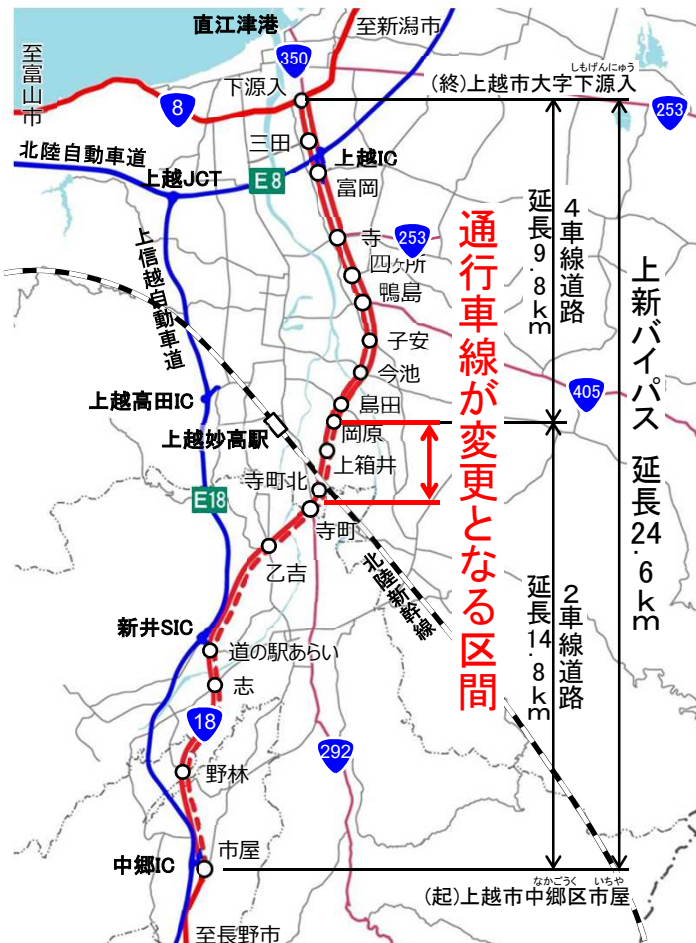 直江津港
至新潟市
至富山市
350
しもげんにゅう
(終)上越市大字下源入
下源入
8
253
三田
北陸自動車道
上越IC
上越JCT
E8
富岡
4車線道路
延長9.8km
寺
253
上信越自動車道
四ヶ所
鴨島
通行車線が変更となる区間
上新バイパス 延長24.6km
子安
今池
405
上越高田IC
島田
上越妙高駅
岡原
上箱井
寺町北
E18
寺町
乙吉
北陸新幹線
2車線道路
延長14.8km
新井SIC
道の駅あらい
志
18
292
野林
市屋
中郷IC
なかごうく いちや
(起)上越市中郷区市屋
至長野市